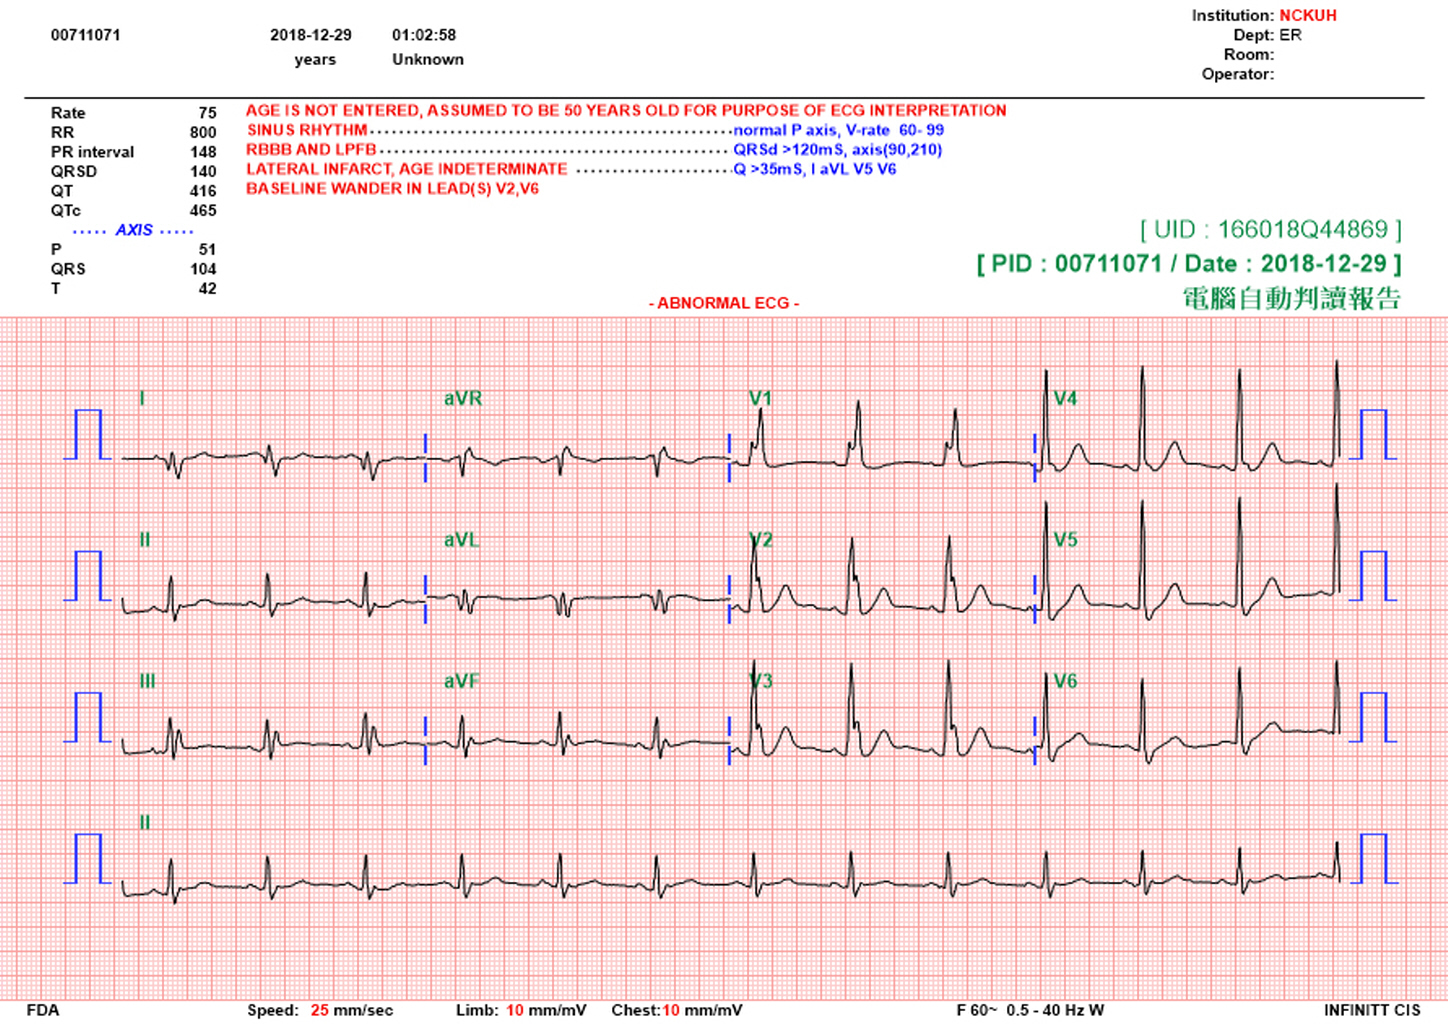 Institution: NCKUH
00711071 2018-12-29 01:02:58 Dept: ER
years Unknown Room:
Operator:
Rate 75 AGE IS NOT ENTERED, ASSUMED TO BE 50 YEARS OLD FOR PURPOSE OF ECG INTERPRETATION
RR 800 SINUS RHYTHM normal P axis, V-rate 60- 99
PR interval 148 RBBB AND LPFB QRSd >120mS, axis(90,210)
QRSD 140 LATERAL INFARCT, AGE INDETERMINATE Q >35mS, I aVL V5 V6
QT 416 BASELINE WANDER IN LEAD(S) V2,V6
QTc 465
····· AXIS ·····
P 51
QRS 104
T 42
[ UID : 166018Q44869 ]
[ PID : 00711071 / Date : 2018-12-29 ]
電腦自動判讀報告
- ABNORMAL ECG -
I aVR V1 V4
II aVL V2 V5
III aVF V3 V6
II
FDA Speed: 25 mm/sec Limb: 10 mm/mV Chest:10 mm/mV F 60~ 0.5 - 40 Hz W INFINITT CIS